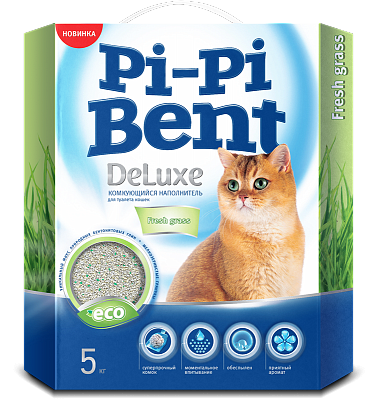 НОВИНКА
Pi-Pi
Bent
DeLuxe
КОМКУЮЩИЙСЯ НАПОЛНИТЕЛЬ
для туалета кошек
Fresh grass
Fresh grass
eco
5 кг
суперпрочный
комок
моментальное
впитывание
обеспылен
приятный
аромат